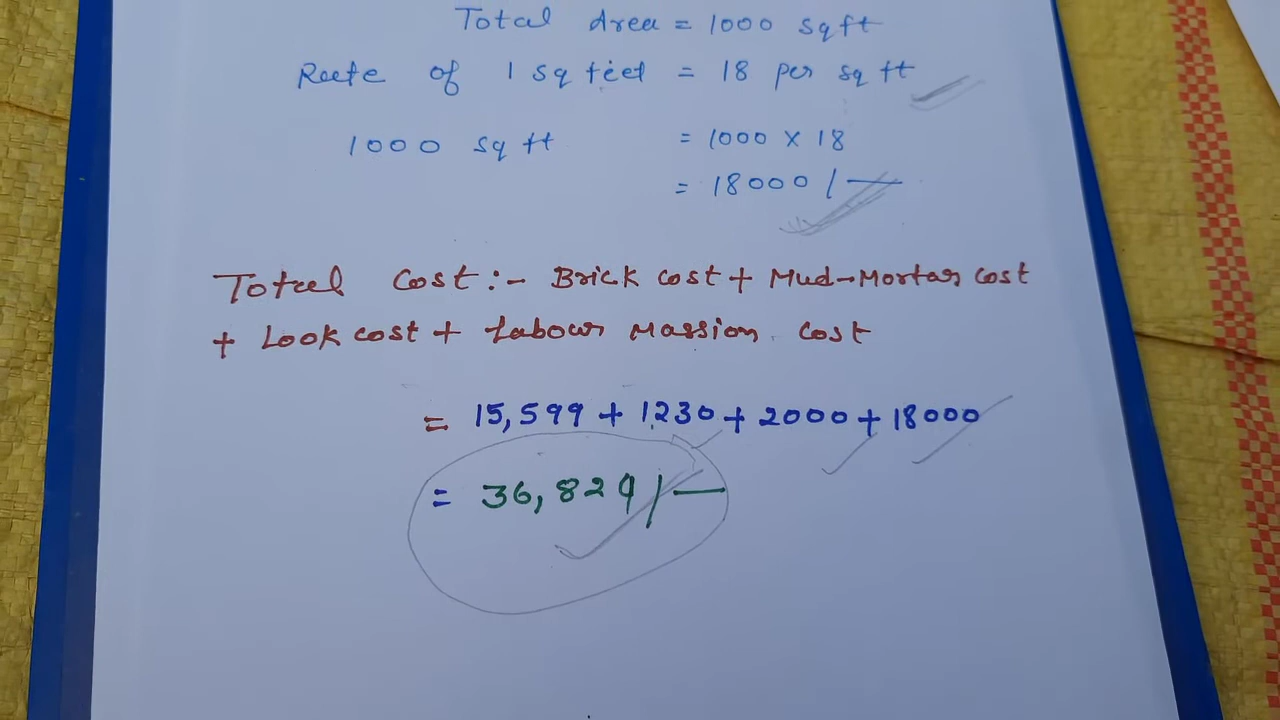 Total Area = 1000 sqft
Rate of 1 sq feet = 18 per sq ft
1000 sq ft = 1000 × 18
= 18000/—
Total Cost:- Brick cost + Mud-Mortar cost
+ Look cost + Labour Massion cost
= 15,599 + 1230 + 2000 + 18000
= 36,829/—